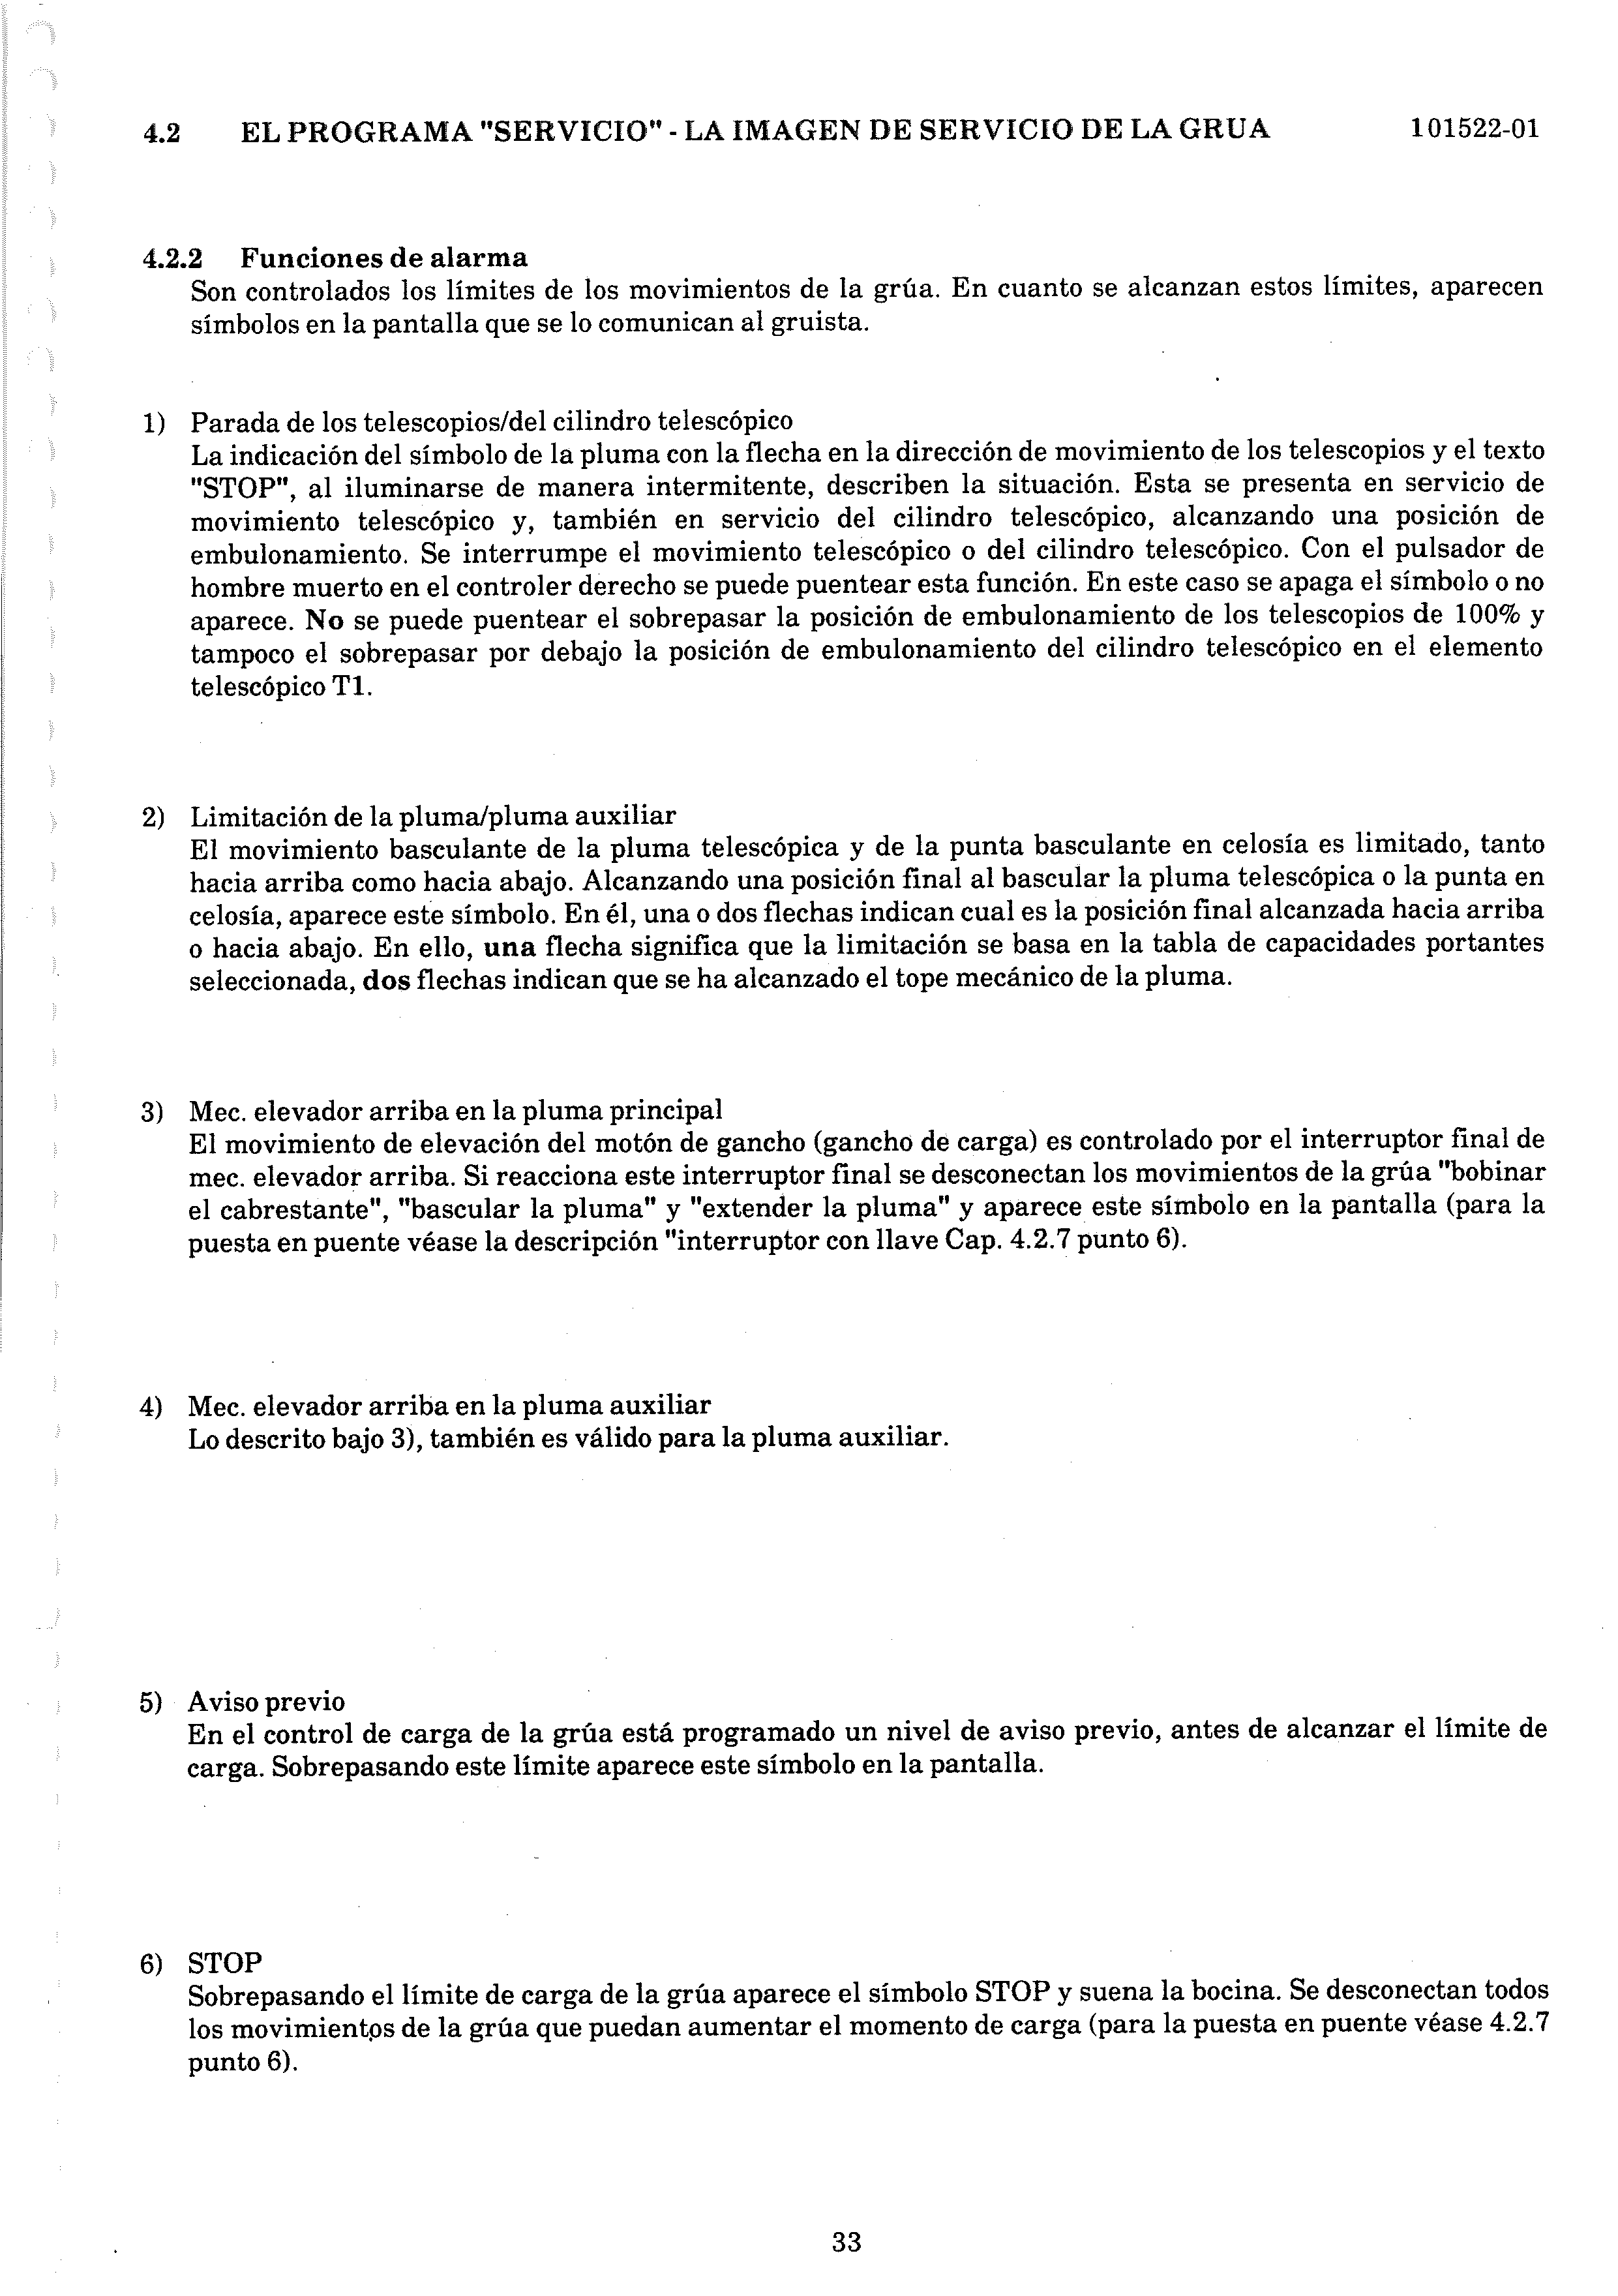 4.2 EL PROGRAMA "SERVICIO" - LA IMAGEN DE SERVICIO DE LA GRUA 101522-01
4.2.2 Funciones de alarma
Son controlados los límites de los movimientos de la grúa. En cuanto se alcanzan estos límites, aparecen
símbolos en la pantalla que se lo comunican al gruista.
1) Parada de los telescopios/del cilindro telescópico
La indicación del símbolo de la pluma con la flecha en la dirección de movimiento de los telescopios y el texto
"STOP", al iluminarse de manera intermitente, describen la situación. Esta se presenta en servicio de
movimiento telescópico y, también en servicio del cilindro telescópico, alcanzando una posición de
embulonamiento. Se interrumpe el movimiento telescópico o del cilindro telescópico. Con el pulsador de
hombre muerto en el controler derecho se puede puentear esta función. En este caso se apaga el símbolo o no
aparece. No se puede puentear el sobrepasar la posición de embulonamiento de los telescopios de 100% y
tampoco el sobrepasar por debajo la posición de embulonamiento del cilindro telescópico en el elemento
telescópico T1.
2) Limitación de la pluma/pluma auxiliar
El movimiento basculante de la pluma telescópica y de la punta basculante en celosía es limitado, tanto
hacia arriba como hacia abajo. Alcanzando una posición final al bascular la pluma telescópica o la punta en
celosía, aparece este símbolo. En él, una o dos flechas indican cual es la posición final alcanzada hacia arriba
o hacia abajo. En ello, una flecha significa que la limitación se basa en la tabla de capacidades portantes
seleccionada, dos flechas indican que se ha alcanzado el tope mecánico de la pluma.
3) Mec. elevador arriba en la pluma principal
El movimiento de elevación del motón de gancho (gancho de carga) es controlado por el interruptor final de
mec. elevador arriba. Si reacciona este interruptor final se desconectan los movimientos de la grúa "bobinar
el cabrestante", "bascular la pluma" y "extender la pluma" y aparece este símbolo en la pantalla (para la
puesta en puente véase la descripción "interruptor con llave Cap. 4.2.7 punto 6).
4) Mec. elevador arriba en la pluma auxiliar
Lo descrito bajo 3), también es válido para la pluma auxiliar.
5) Aviso previo
En el control de carga de la grúa está programado un nivel de aviso previo, antes de alcanzar el límite de
carga. Sobrepasando este límite aparece este símbolo en la pantalla.
6) STOP
Sobrepasando el límite de carga de la grúa aparece el símbolo STOP y suena la bocina. Se desconectan todos
los movimientos de la grúa que puedan aumentar el momento de carga (para la puesta en puente véase 4.2.7
punto 6).
33